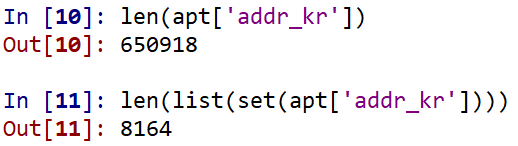 In [10]: len(apt['addr_kr'])
Out[10]: 650918
In [11]: len(list(set(apt['addr_kr'])))
Out[11]: 8164